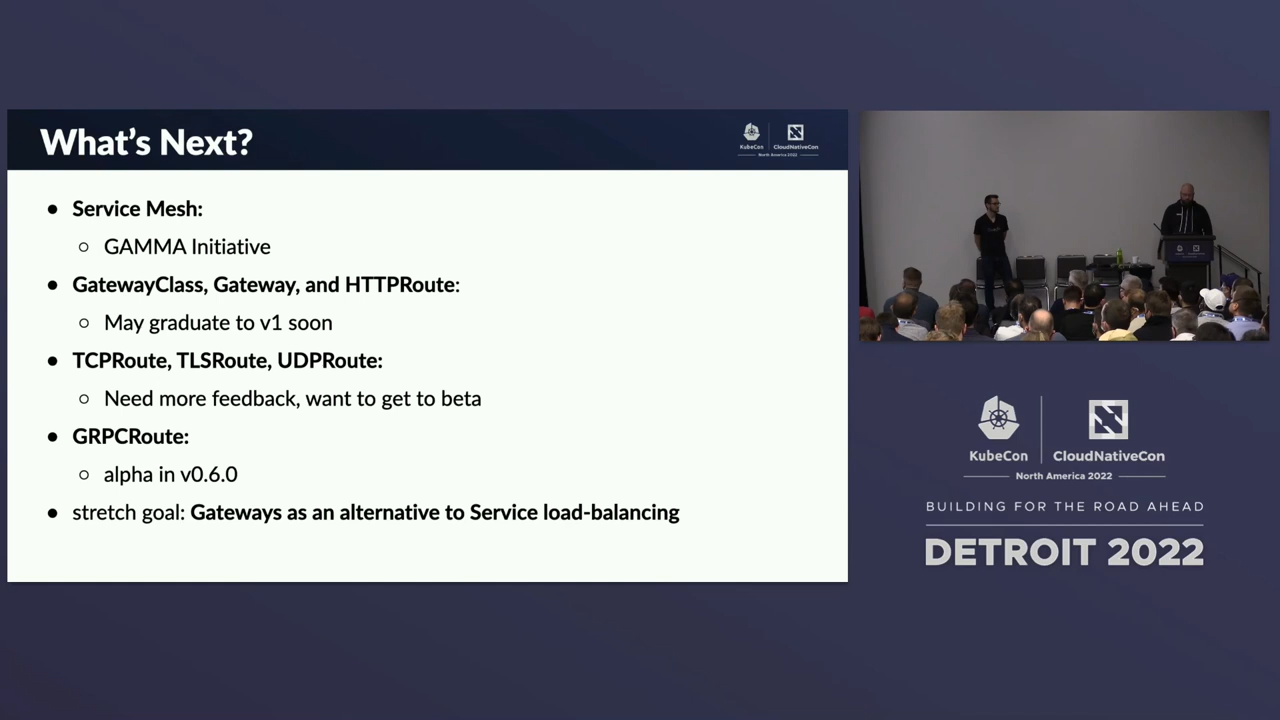 What's Next?
KubeCon
CloudNativeCon
North America 2022
• Service Mesh:
○ GAMMA Initiative
• GatewayClass, Gateway, and HTTPRoute:
○ May graduate to v1 soon
• TCPRoute, TLSRoute, UDPRoute:
○ Need more feedback, want to get to beta
• GRPCRoute:
○ alpha in v0.6.0
• stretch goal: Gateways as an alternative to Service load-balancing
KubeCon
CloudNativeCon
North America 2022
BUILDING FOR THE ROAD AHEAD
DETROIT 2022